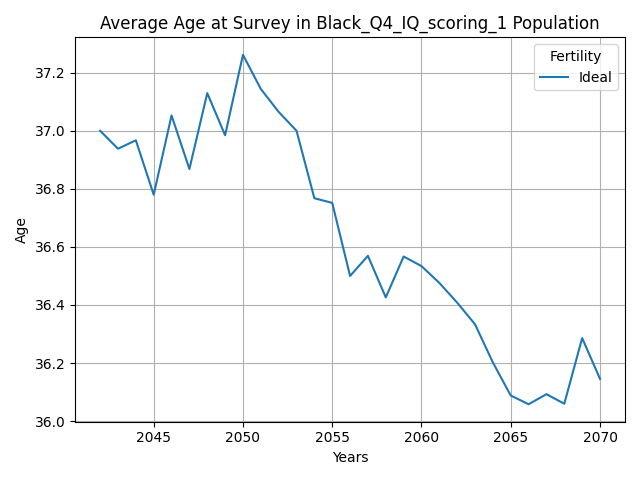 Average Age at Survey in Black_Q4_IQ_scoring_1 Population
Fertility
Ideal
37.2
37.0
36.8
36.6
36.4
36.2
36.0
Age
2045 2050 2055 2060 2065 2070
Years